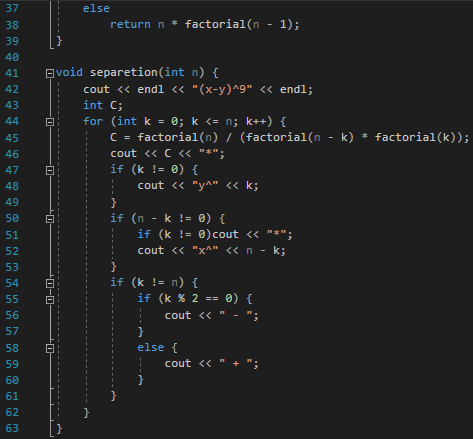 37 else
38 return n * factorial(n - 1);
39 }
40
41 void separetion(int n) {
42 cout << endl << "(x-y)^9" << endl;
43 int C;
44 for (int k = 0; k <= n; k++) {
45 C = factorial(n) / (factorial(n - k) * factorial(k));
46 cout << C << "*";
47 if (k != 0) {
48 cout << "y^" << k;
49 }
50 if (n - k != 0) {
51 if (k != 0)cout << "*";
52 cout << "x^" << n - k;
53 }
54 if (k != n) {
55 if (k % 2 == 0) {
56 cout << " - ";
57 }
58 else {
59 cout << " + ";
60 }
61 }
62 }
63 }